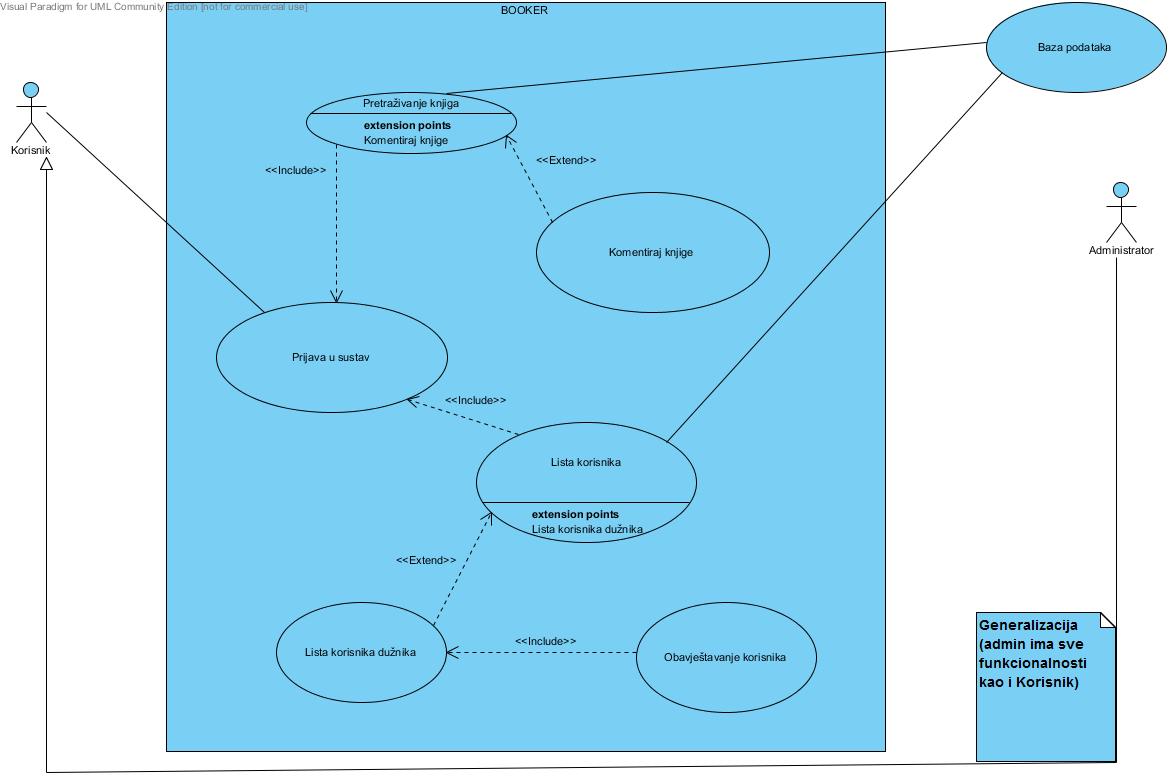 Visual Paradigm for UML Community Edition [not for commercial use]
BOOKER
Baza podataka
Pretraživanje knjiga
extension points
Komentiraj knjige
Korisnik
<<Include>>
<<Extend>>
Komentiraj knjige
Administrator
Prijava u sustav
<<Include>>
Lista korisnika
extension points
Lista korisnika dužnika
<<Extend>>
Lista korisnika dužnika
<<Include>>
Obavještavanje korisnika
Generalizacija
(admin ima sve
funkcionalnosti
kao i Korisnik)